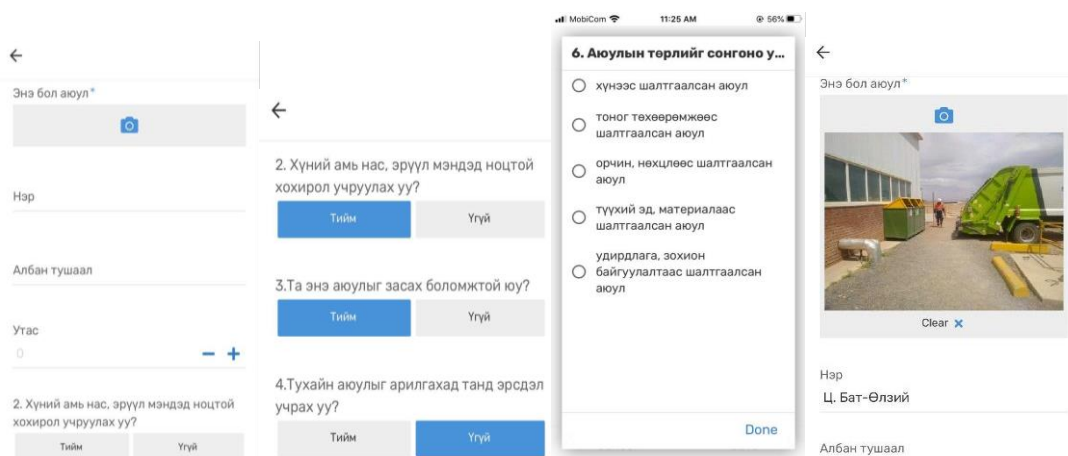 Энэ бол аюул*
Нэр
Албан тушаал
Утас
0
2. Хүний амь нас, эрүүл мэндэд ноцтой
хохирол учруулах уу?
Тийм
Үгүй
2. Хүний амь нас, эрүүл мэндэд ноцтой
хохирол учруулах уу?
Тийм
Үгүй
3.Та энэ аюулыг засах боломжтой юу?
Тийм
Үгүй
4.Тухайн аюулыг арилгахад танд эрсдэл
учрах уу?
Тийм
Үгүй
MobiCom
11:25 AM
56%
6. Аюулын төрлийг сонгоно у...
хүнээс шалтгаалсан аюул
тоног төхөөрөмжөөс
шалтгаалсан аюул
орчин, нөхцлөөс шалтгаалсан
аюул
түүхий эд, материалаас
шалтгаалсан аюул
удирдлага, зохион
байгуулалтаас шалтгаалсан
аюул
Done
Энэ бол аюул*
Clear
Нэр
Ц. Бат-Өлзий
Албан тушаал